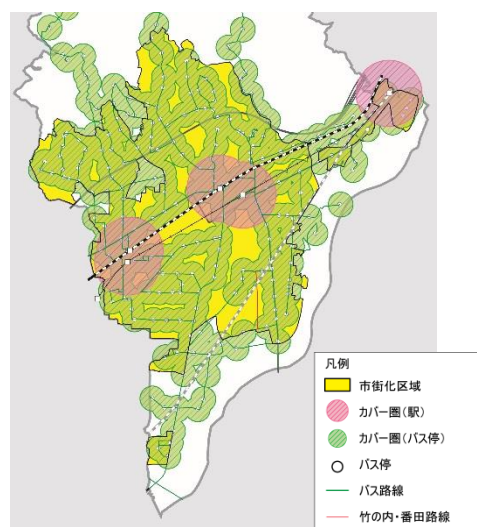 凡例
市街化区域
カバー圏(駅)
カバー圏(バス停)
バス停
バス路線
竹の内・番田路線